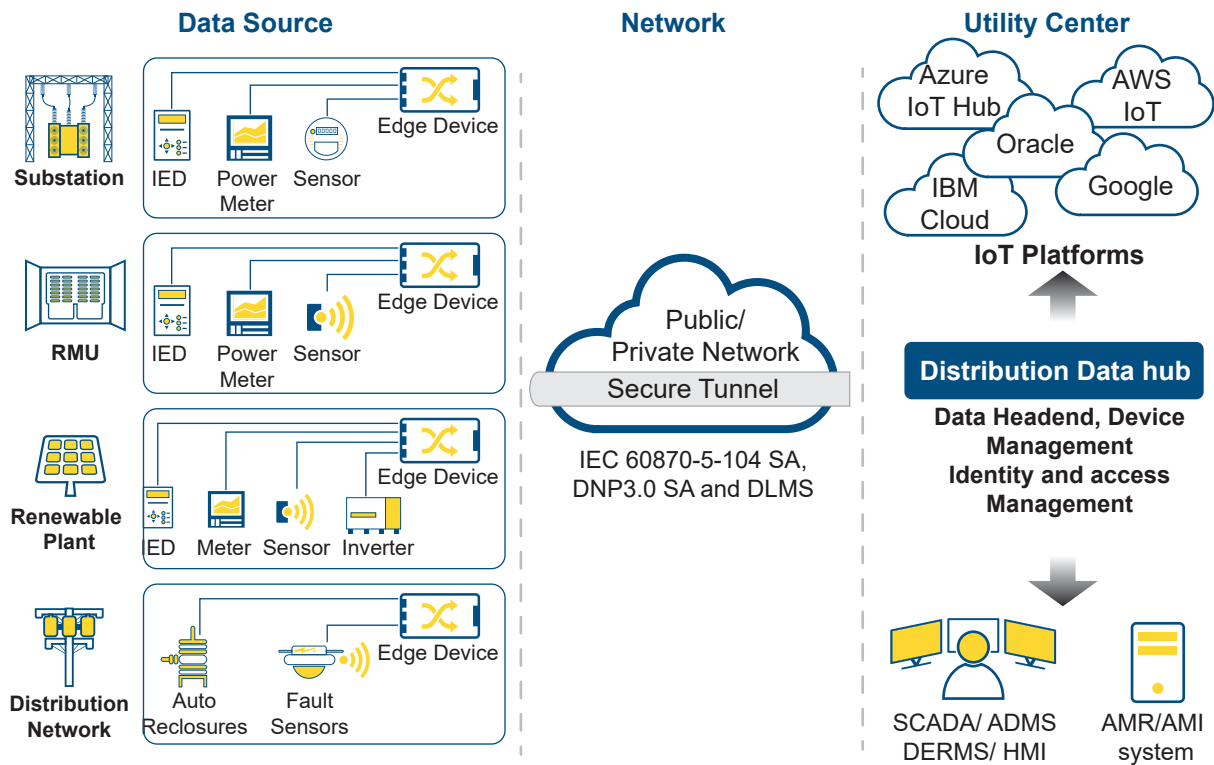 Data Source
Substation
IED
Power
Meter
Sensor
Edge Device
RMU
IED
Power
Meter
Sensor
Edge Device
Renewable
Plant
IED
Meter
Sensor
Inverter
Edge Device
Distribution
Network
Auto
Reclosures
Fault
Sensors
Edge Device
Network
Public/
Private Network
Secure Tunnel
IEC 60870-5-104 SA,
DNP3.0 SA and DLMS
Utility Center
Azure
IoT Hub
AWS
IoT
Oracle
IBM
Cloud
Google
IoT Platforms
Distribution Data hub
Data Headend, Device
Management
Identity and access
Management
SCADA/ ADMS
DERMS/ HMI
AMR/AMI
system